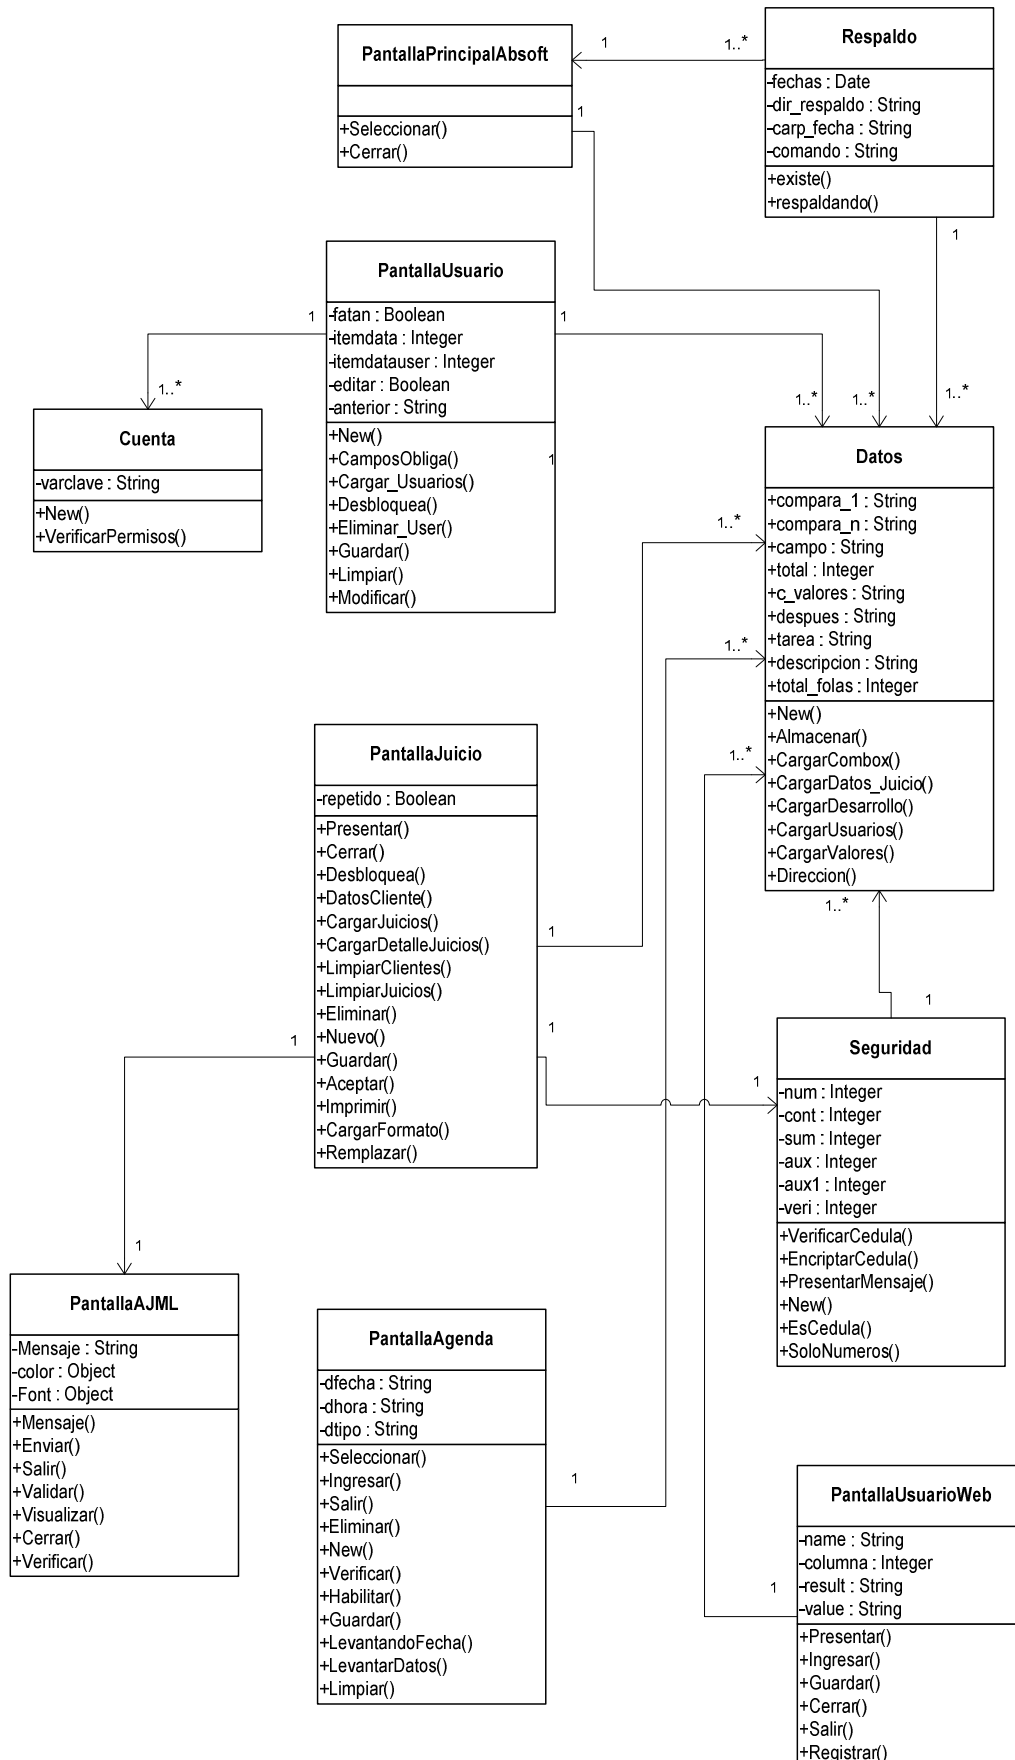 PantallaPrincipalAbsoft
+Seleccionar()
+Cerrar()
1
1..*
1
Respaldo
-fechas : Date
-dir_respaldo : String
-carp_fecha : String
-comando : String
+existe()
+respaldando()
1
PantallaUsuario
-fatan : Boolean
-itemdata : Integer
-itemdatauser : Integer
-editar : Boolean
-anterior : String
+New()
+CamposObliga()
+Cargar_Usuarios()
+Desbloquea()
+Eliminar_User()
+Guardar()
+Limpiar()
+Modificar()
1
1
1
1..*
Cuenta
-varclave : String
+New()
+VerificarPermisos()
1..*
1..*
1..*
Datos
+compara_1 : String
+compara_n : String
+campo : String
+total : Integer
+c_valores : String
+despues : String
+tarea : String
+descripcion : String
+total_folas : Integer
+New()
+Almacenar()
+CargarCombox()
+CargarDatos_Juicio()
+CargarDesarrollo()
+CargarUsuarios()
+CargarValores()
+Direccion()
1..*
1..*
1..*
1..*
PantallaJuicio
-repetido : Boolean
+Presentar()
+Cerrar()
+Desbloquea()
+DatosCliente()
+CargarJuicios()
+CargarDetalleJuicios()
+LimpiarClientes()
+LimpiarJuicios()
+Eliminar()
+Nuevo()
+Guardar()
+Aceptar()
+Imprimir()
+CargarFormato()
+Remplazar()
1
1
1
1
1
Seguridad
-num : Integer
-cont : Integer
-sum : Integer
-aux : Integer
-aux1 : Integer
-veri : Integer
+VerificarCedula()
+EncriptarCedula()
+PresentarMensaje()
+New()
+EsCedula()
+SoloNumeros()
1
PantallaAJML
-Mensaje : String
-color : Object
-Font : Object
+Mensaje()
+Enviar()
+Salir()
+Validar()
+Visualizar()
+Cerrar()
+Verificar()
PantallaAgenda
-dfecha : String
-dhora : String
-dtipo : String
+Seleccionar()
+Ingresar()
+Salir()
+Eliminar()
+New()
+Verificar()
+Habilitar()
+Guardar()
+LevantandoFecha()
+LevantarDatos()
+Limpiar()
1
PantallaUsuarioWeb
-name : String
-columna : Integer
-result : String
-value : String
+Presentar()
+Ingresar()
+Guardar()
+Cerrar()
+Salir()
+Registrar()
1